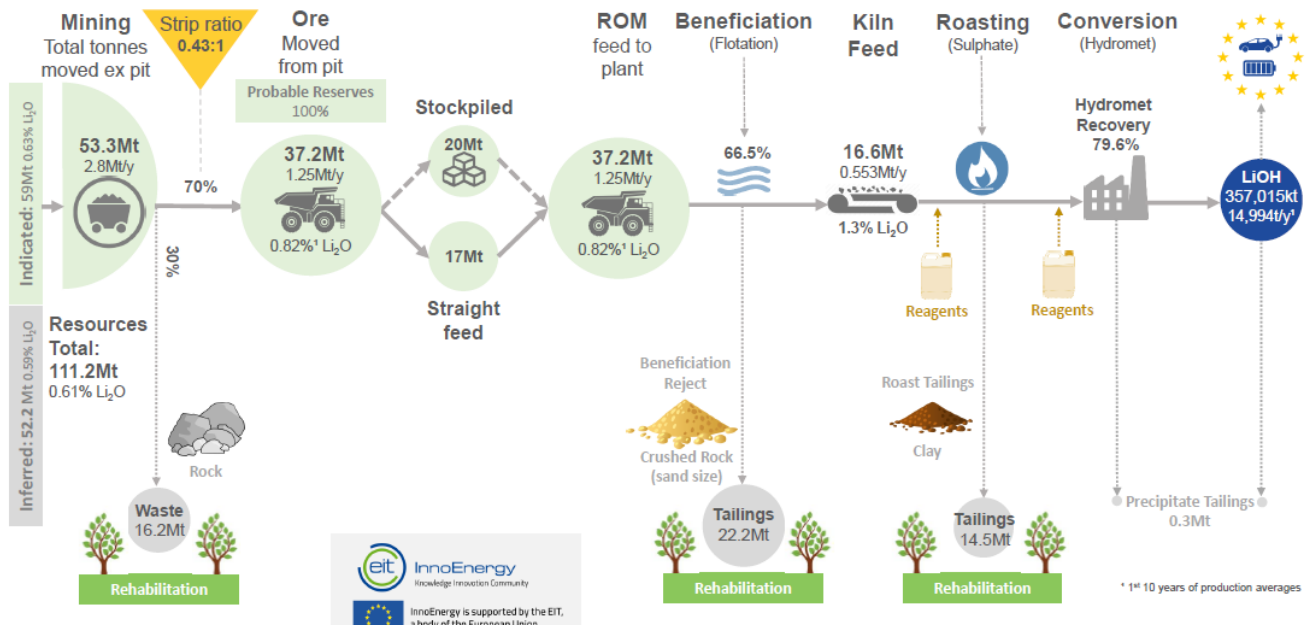 Mining
Total tonnes
moved ex pit
Strip ratio
0.43:1
Ore
Moved
from pit
Probable Reserves
100%
Stockpiled
ROM
feed to
plant
Beneficiation
(Flotation)
Kiln
Feed
Roasting
(Sulphate)
Conversion
(Hydromet)
Indicated: 59Mt 0.63% Li₂O
53.3Mt
2.8Mt/y
70%
30%
37.2Mt
1.25Mt/y
0.82%¹ Li₂O
20Mt
17Mt
Straight
feed
37.2Mt
1.25Mt/y
0.82%¹ Li₂O
66.5%
16.6Mt
0.553Mt/y
1.3% Li₂O
Reagents
Hydromet
Recovery
79.6%
Reagents
LiOH
357,015kt
14,994t/y¹
Inferred: 52.2 Mt 0.59% Li₂O
Resources
Total:
111.2Mt
0.61% Li₂O
Rock
Waste
16.2Mt
Rehabilitation
Beneficiation
Reject
Crushed Rock
(sand size)
Tailings
22.2Mt
Rehabilitation
Roast Tailings
Clay
Tailings
14.5Mt
Rehabilitation
Precipitate Tailings
0.3Mt
eit InnoEnergy
Knowledge Innovation Community
InnoEnergy is supported by the EIT,
a body of the European Union
¹ 1st 10 years of production averages